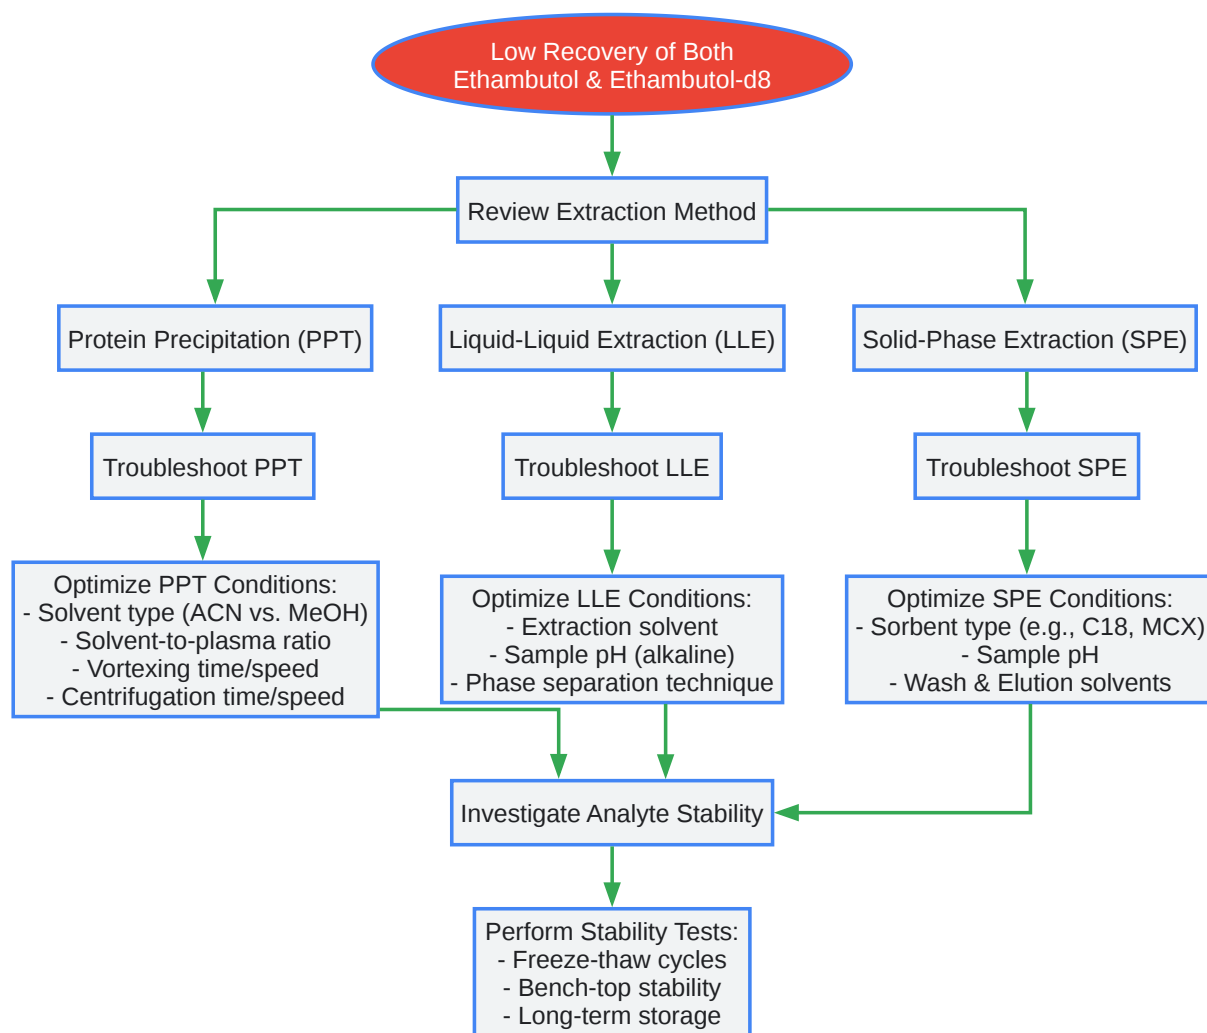 Low Recovery of Both
Ethambutol & Ethambutol-d8
Review Extraction Method
Protein Precipitation (PPT)
Liquid-Liquid Extraction (LLE)
Solid-Phase Extraction (SPE)
Troubleshoot PPT
Troubleshoot LLE
Troubleshoot SPE
Optimize PPT Conditions:
- Solvent type (ACN vs. MeOH)
- Solvent-to-plasma ratio
- Vortexing time/speed
- Centrifugation time/speed
Optimize LLE Conditions:
- Extraction solvent
- Sample pH (alkaline)
- Phase separation technique
Optimize SPE Conditions:
- Sorbent type (e.g., C18, MCX)
- Sample pH
- Wash & Elution solvents
Investigate Analyte Stability
Perform Stability Tests:
- Freeze-thaw cycles
- Bench-top stability
- Long-term storage